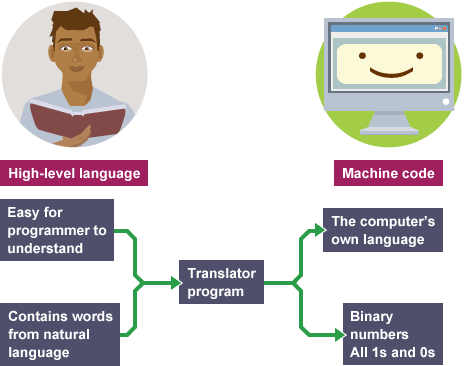 High-level language
Machine code
Easy for
programmer to
understand
Contains words
from natural
language
Translator
program
The computer's
own language
Binary
numbers
All 1s and 0s